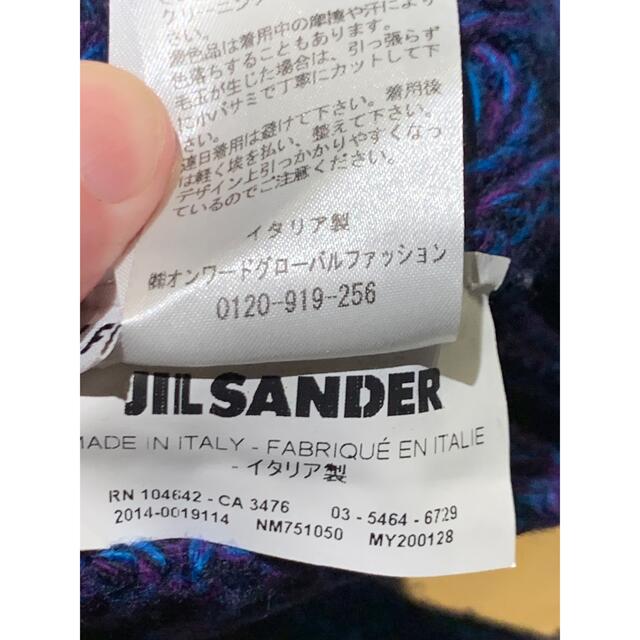 クリーニング
さい。
濃色品は着用中の摩擦や汗により
色落ちすることもあります。
毛玉が生じた場合は、引っ張らず
に小バサミで丁寧にカットして下
さい。
連日着用は避けて下さい。着用後
は軽く埃を払い、整えて下さい。
デザイン上引っかかりやすくなっ
ているのでご注意ください。
イタリア製
㈱オンワードグローバルファッション
0120-919-256
JIL SANDER
MADE IN ITALY - FABRIQUÉ EN ITALIE
- イタリア製
RN 104642 - CA 3476 03 - 5464 - 6729
2014-0019114 NM751050 MY200128